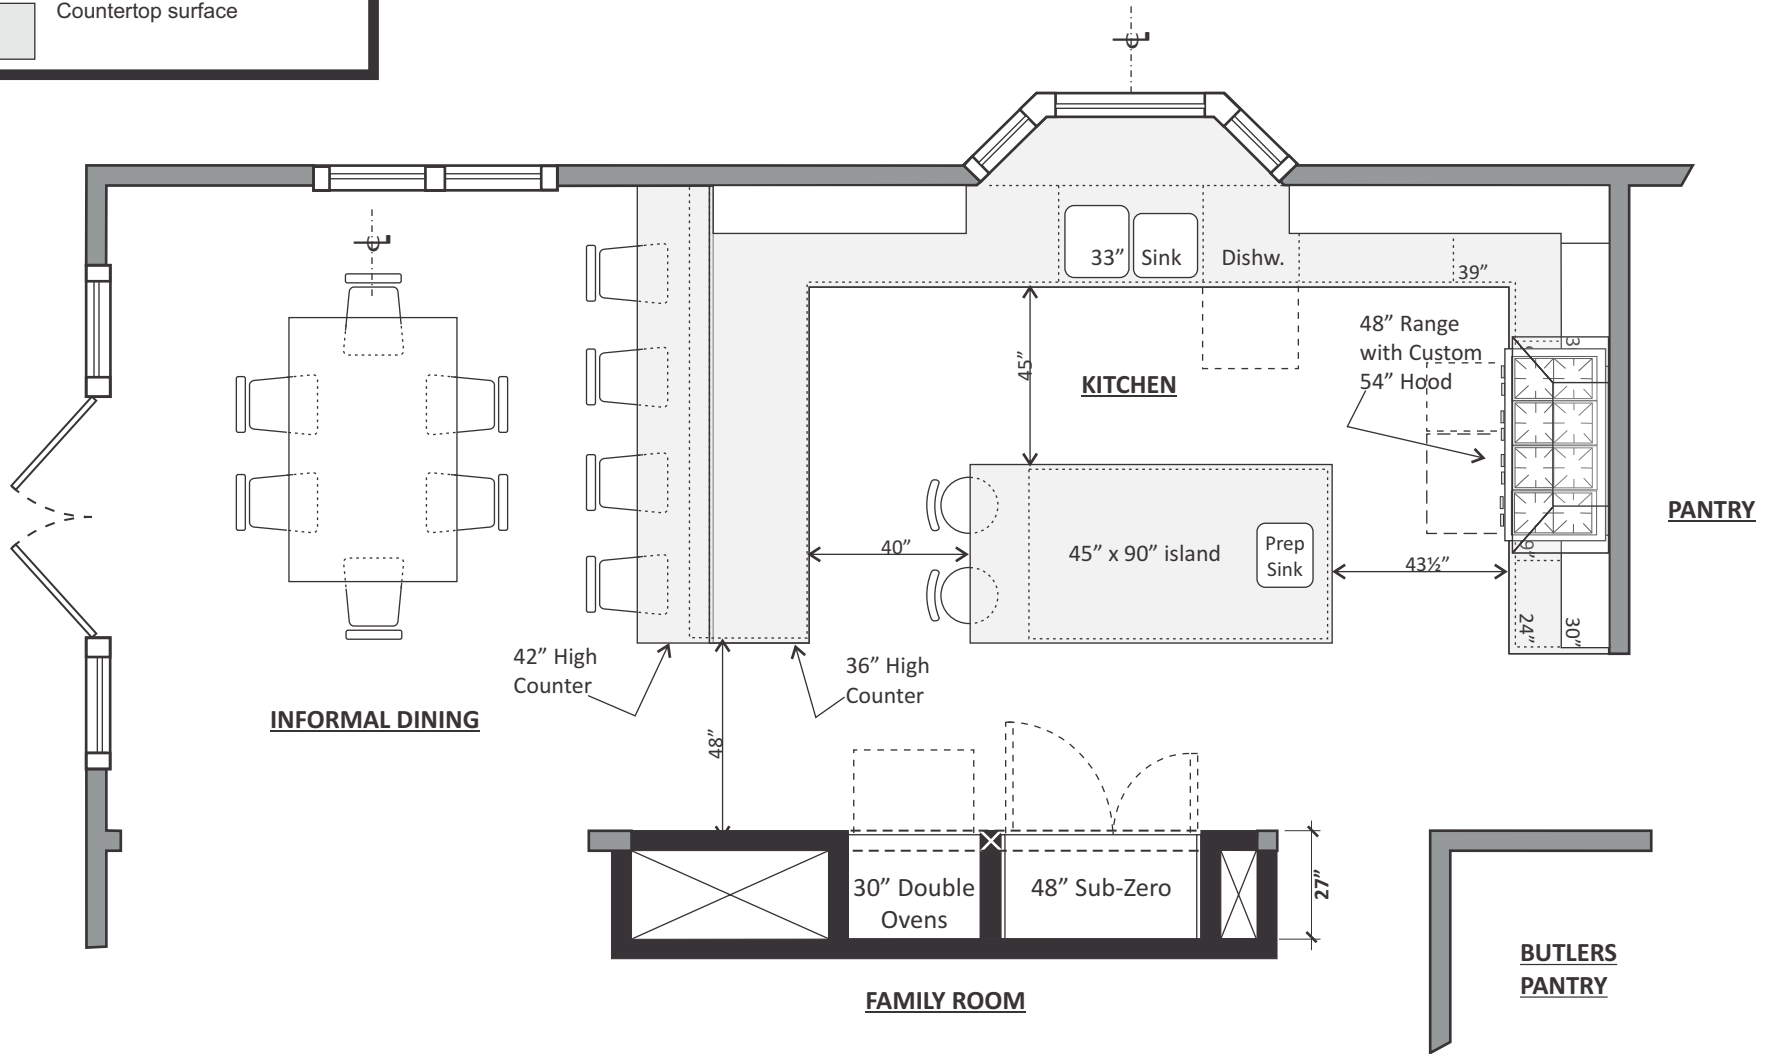 Countertop surface
33” Sink
Dishw.
39”
48” Range
with Custom
54” Hood
45”
KITCHEN
PANTRY
40”
45” x 90” island
Prep
Sink
43½”
9”
24”
30”
42” High
Counter
36” High
Counter
INFORMAL DINING
48”
30” Double
Ovens
48” Sub-Zero
27”
BUTLERS
PANTRY
FAMILY ROOM